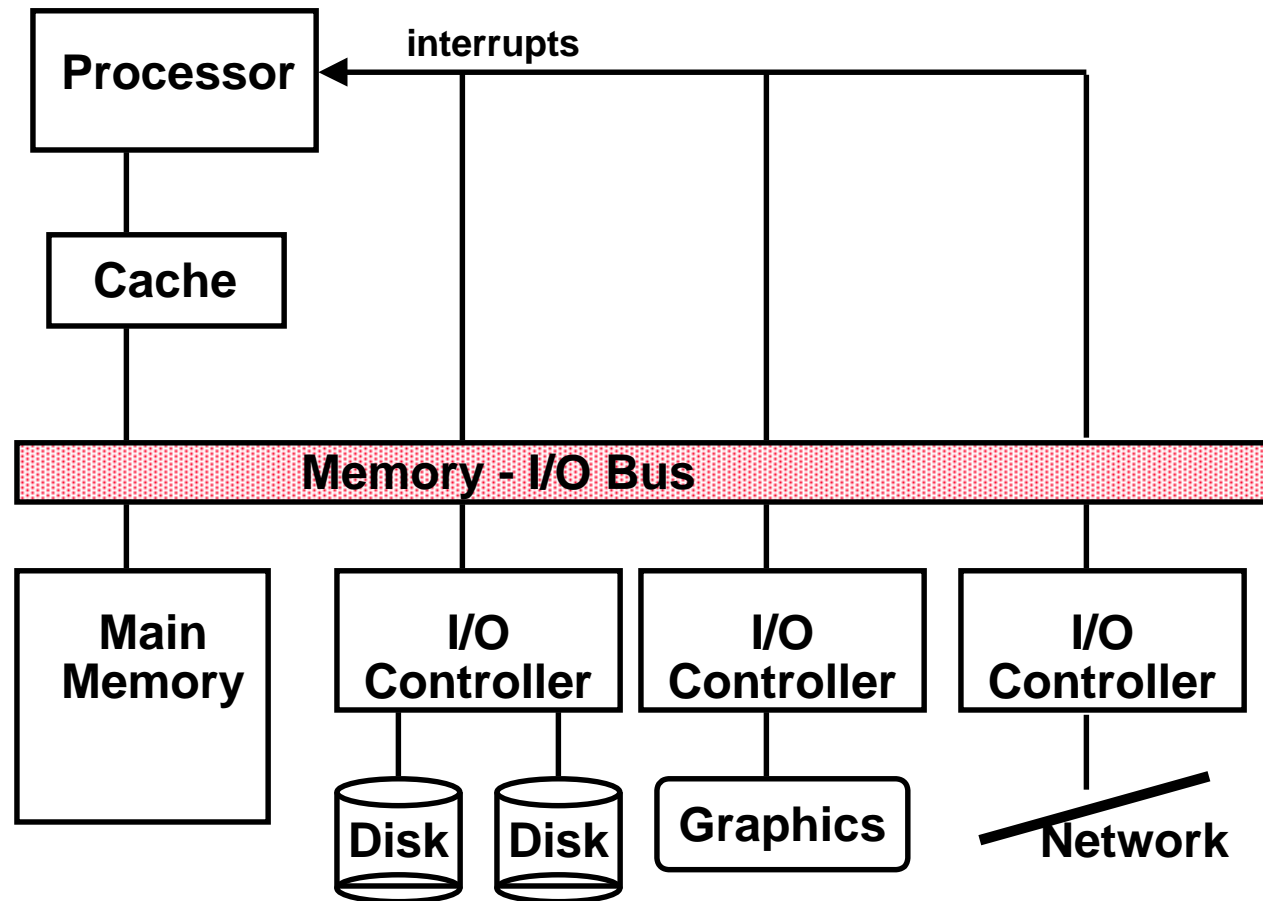 interrupts
Processor
Cache
Memory - I/O Bus
Main
Memory
I/O
Controller
I/O
Controller
I/O
Controller
Disk
Disk
Graphics
Network